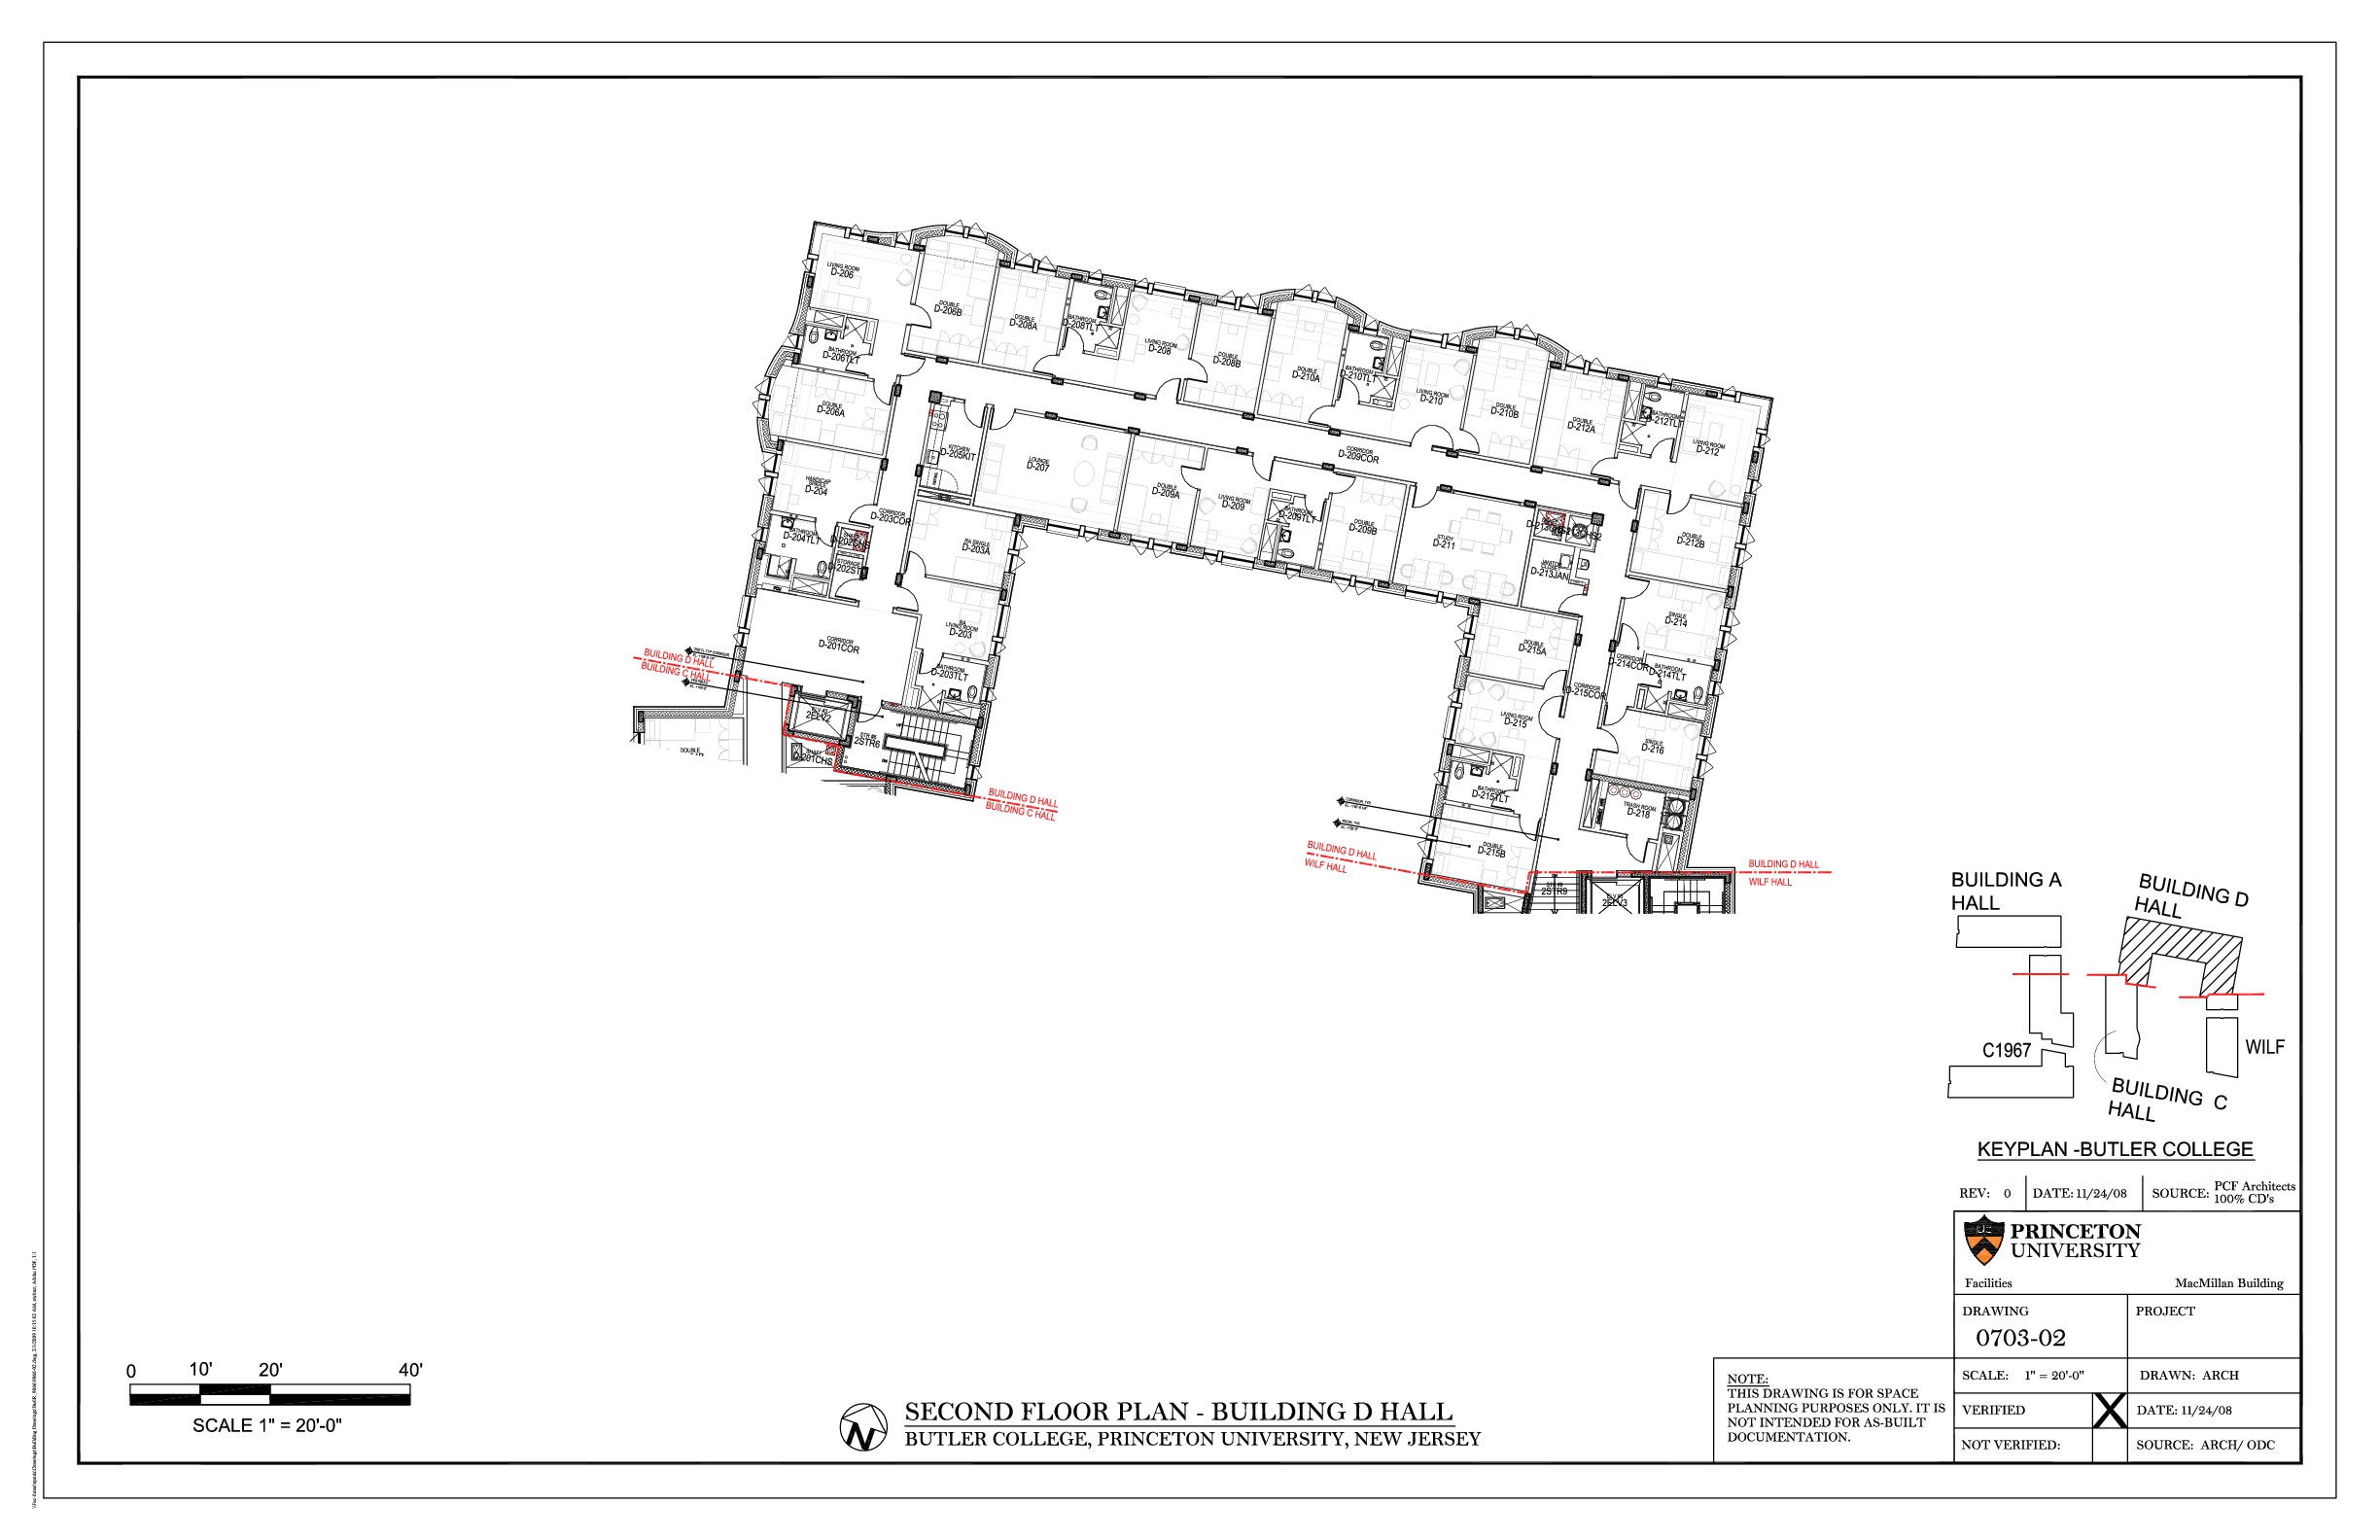 LIVING ROOM
D-206
DOUBLE
D-206B
DOUBLE
D-208A
BATHROOM
D-208TLT
LIVING ROOM
D-208
DOUBLE
D-208B
DOUBLE
D-210A
BATHROOM
D-210TLT
LIVING ROOM
D-210
DOUBLE
D-210B
DOUBLE
D-212A
BATHROOM
D-212TLT
LIVING ROOM
D-212
BATHROOM
D-206TLT
DOUBLE
D-206A
KITCHEN
D-205KIT
LOUNGE
D-207
DOUBLE
D-209A
LIVING ROOM
D-209
BATHROOM
D-209TLT
CORRIDOR
D-209COR
DOUBLE
D-209B
STUDY
D-211
DOUBLE
D-212B
HANDICAP
SINGLE
D-204
CORRIDOR
D-203COR
BATHROOM
D-204TLT
STORAGE
D-202ST
RA SINGLE
D-203A
D-213JAN
SINGLE
D-214
RA
LIVING ROOM
D-203
CORRIDOR
D-201COR
BATHROOM
D-203TLT
DOUBLE
D-215A
CORRIDOR
D-214COR
BATHROOM
D-214TLT
CORRIDOR
D-215COR
LIVING ROOM
D-215
SINGLE
D-216
BUILDING D HALL
BUILDING C HALL
2ELV2
2STR6
SHAFT
D-201CHS
DOUBLE
BUILDING D HALL
BUILDING C HALL
BATHROOM
D-215TLT
TRASH ROOM
D-218
DOUBLE
D-215B
BUILDING D HALL
WILF HALL
2STR9
2ELV3
BUILDING D HALL
WILF HALL
BUILDING A
HALL
BUILDING D
HALL
C1967
WILF
BUILDING C
HALL
KEYPLAN -BUTLER COLLEGE
REV: 0 DATE: 11/24/08 SOURCE: PCF Architects
100% CD's
PRINCETON
UNIVERSITY
Facilities MacMillan Building
DRAWING PROJECT
0703-02
SCALE: 1" = 20'-0" DRAWN: ARCH
VERIFIED X DATE: 11/24/08
NOT VERIFIED: SOURCE: ARCH/ ODC
NOTE:
THIS DRAWING IS FOR SPACE
PLANNING PURPOSES ONLY. IT IS
NOT INTENDED FOR AS-BUILT
DOCUMENTATION.
0 10' 20' 40'
SCALE 1" = 20'-0"
N
SECOND FLOOR PLAN - BUILDING D HALL
BUTLER COLLEGE, PRINCETON UNIVERSITY, NEW JERSEY